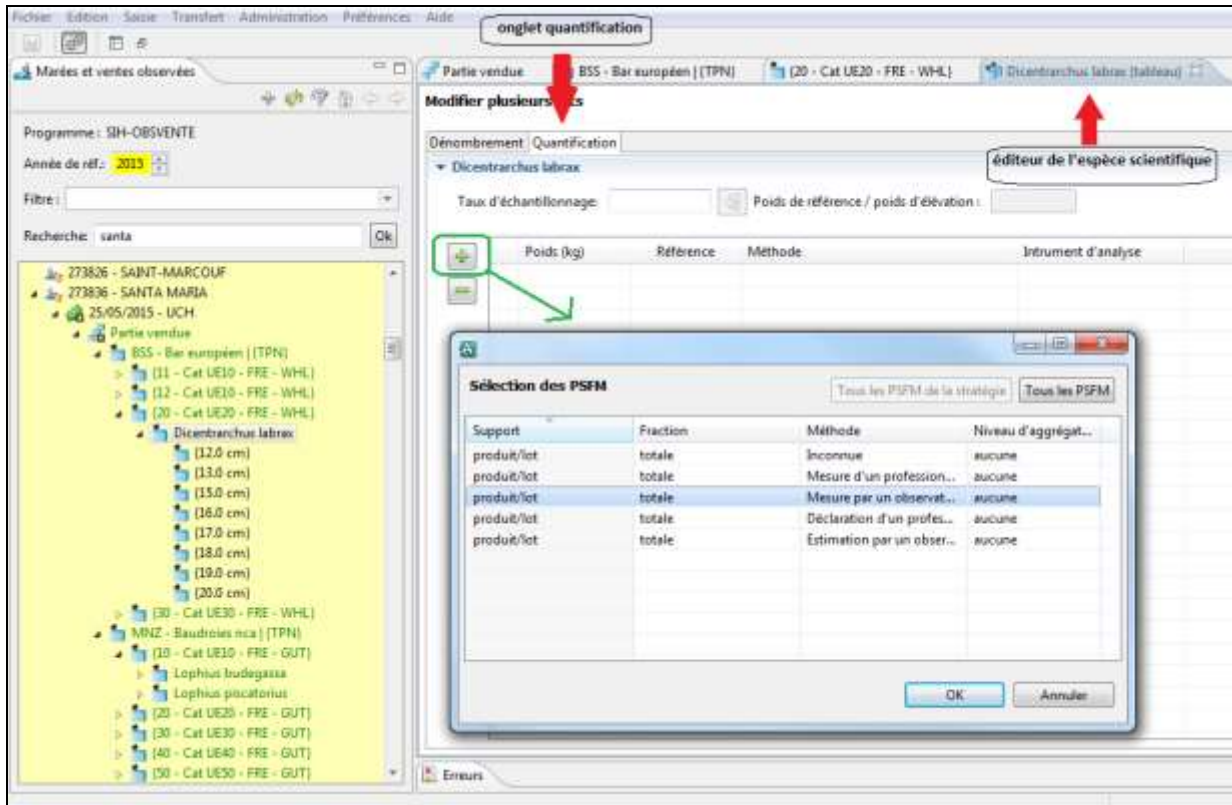 Fichier Edition Saisie Transfert Administration Préférences Aide
onglet quantification
Marées et ventes observées
Partie vendue
BSS - Bar européen | (TPN)
(20 - Cat UE20 - FRE - WHL)
Dicentrarchus labrax (tableau)
Modifier plusieurs
Programme : SIH-OBSVENTE
Dénombrement Quantification
Année de réf.: 2015
Dicentrarchus labrax
éditeur de l'espèce scientifique
Filtre :
Taux d'échantillonnage:
Poids de référence / poids d'élévation :
Recherche: santa
Ok
Poids (kg) Référence Méthode Intrument d'analyse
273826 - SAINT-MARCOUF
273836 - SANTA MARIA
25/05/2015 - UCH
Partie vendue
BSS - Bar européen | (TPN)
(11 - Cat UE10 - FRE - WHL)
(12 - Cat UE10 - FRE - WHL)
(20 - Cat UE20 - FRE - WHL)
Dicentrarchus labrax
(12.0 cm)
(13.0 cm)
(15.0 cm)
(16.0 cm)
(17.0 cm)
(18.0 cm)
(19.0 cm)
(20.0 cm)
(30 - Cat UE30 - FRE - WHL)
MNZ - Baudroies nca | (TPN)
(10 - Cat UE10 - FRE - GUT)
Lophius budegassa
Lophius piscatorius
(20 - Cat UE20 - FRE - GUT)
(30 - Cat UE30 - FRE - GUT)
(40 - Cat UE40 - FRE - GUT)
(50 - Cat UE50 - FRE - GUT)
Sélection des PSFM
Tous les PSFM de la stratégie
Tous les PSFM
Support Fraction Méthode Niveau d'aggrégat...
produit/lot totale Inconnue aucune
produit/lot totale Mesure d'un profession... aucune
produit/lot totale Mesure par un observat... aucune
produit/lot totale Déclaration d'un profes... aucune
produit/lot totale Estimation par un obser... aucune
OK
Annuler
Erreurs